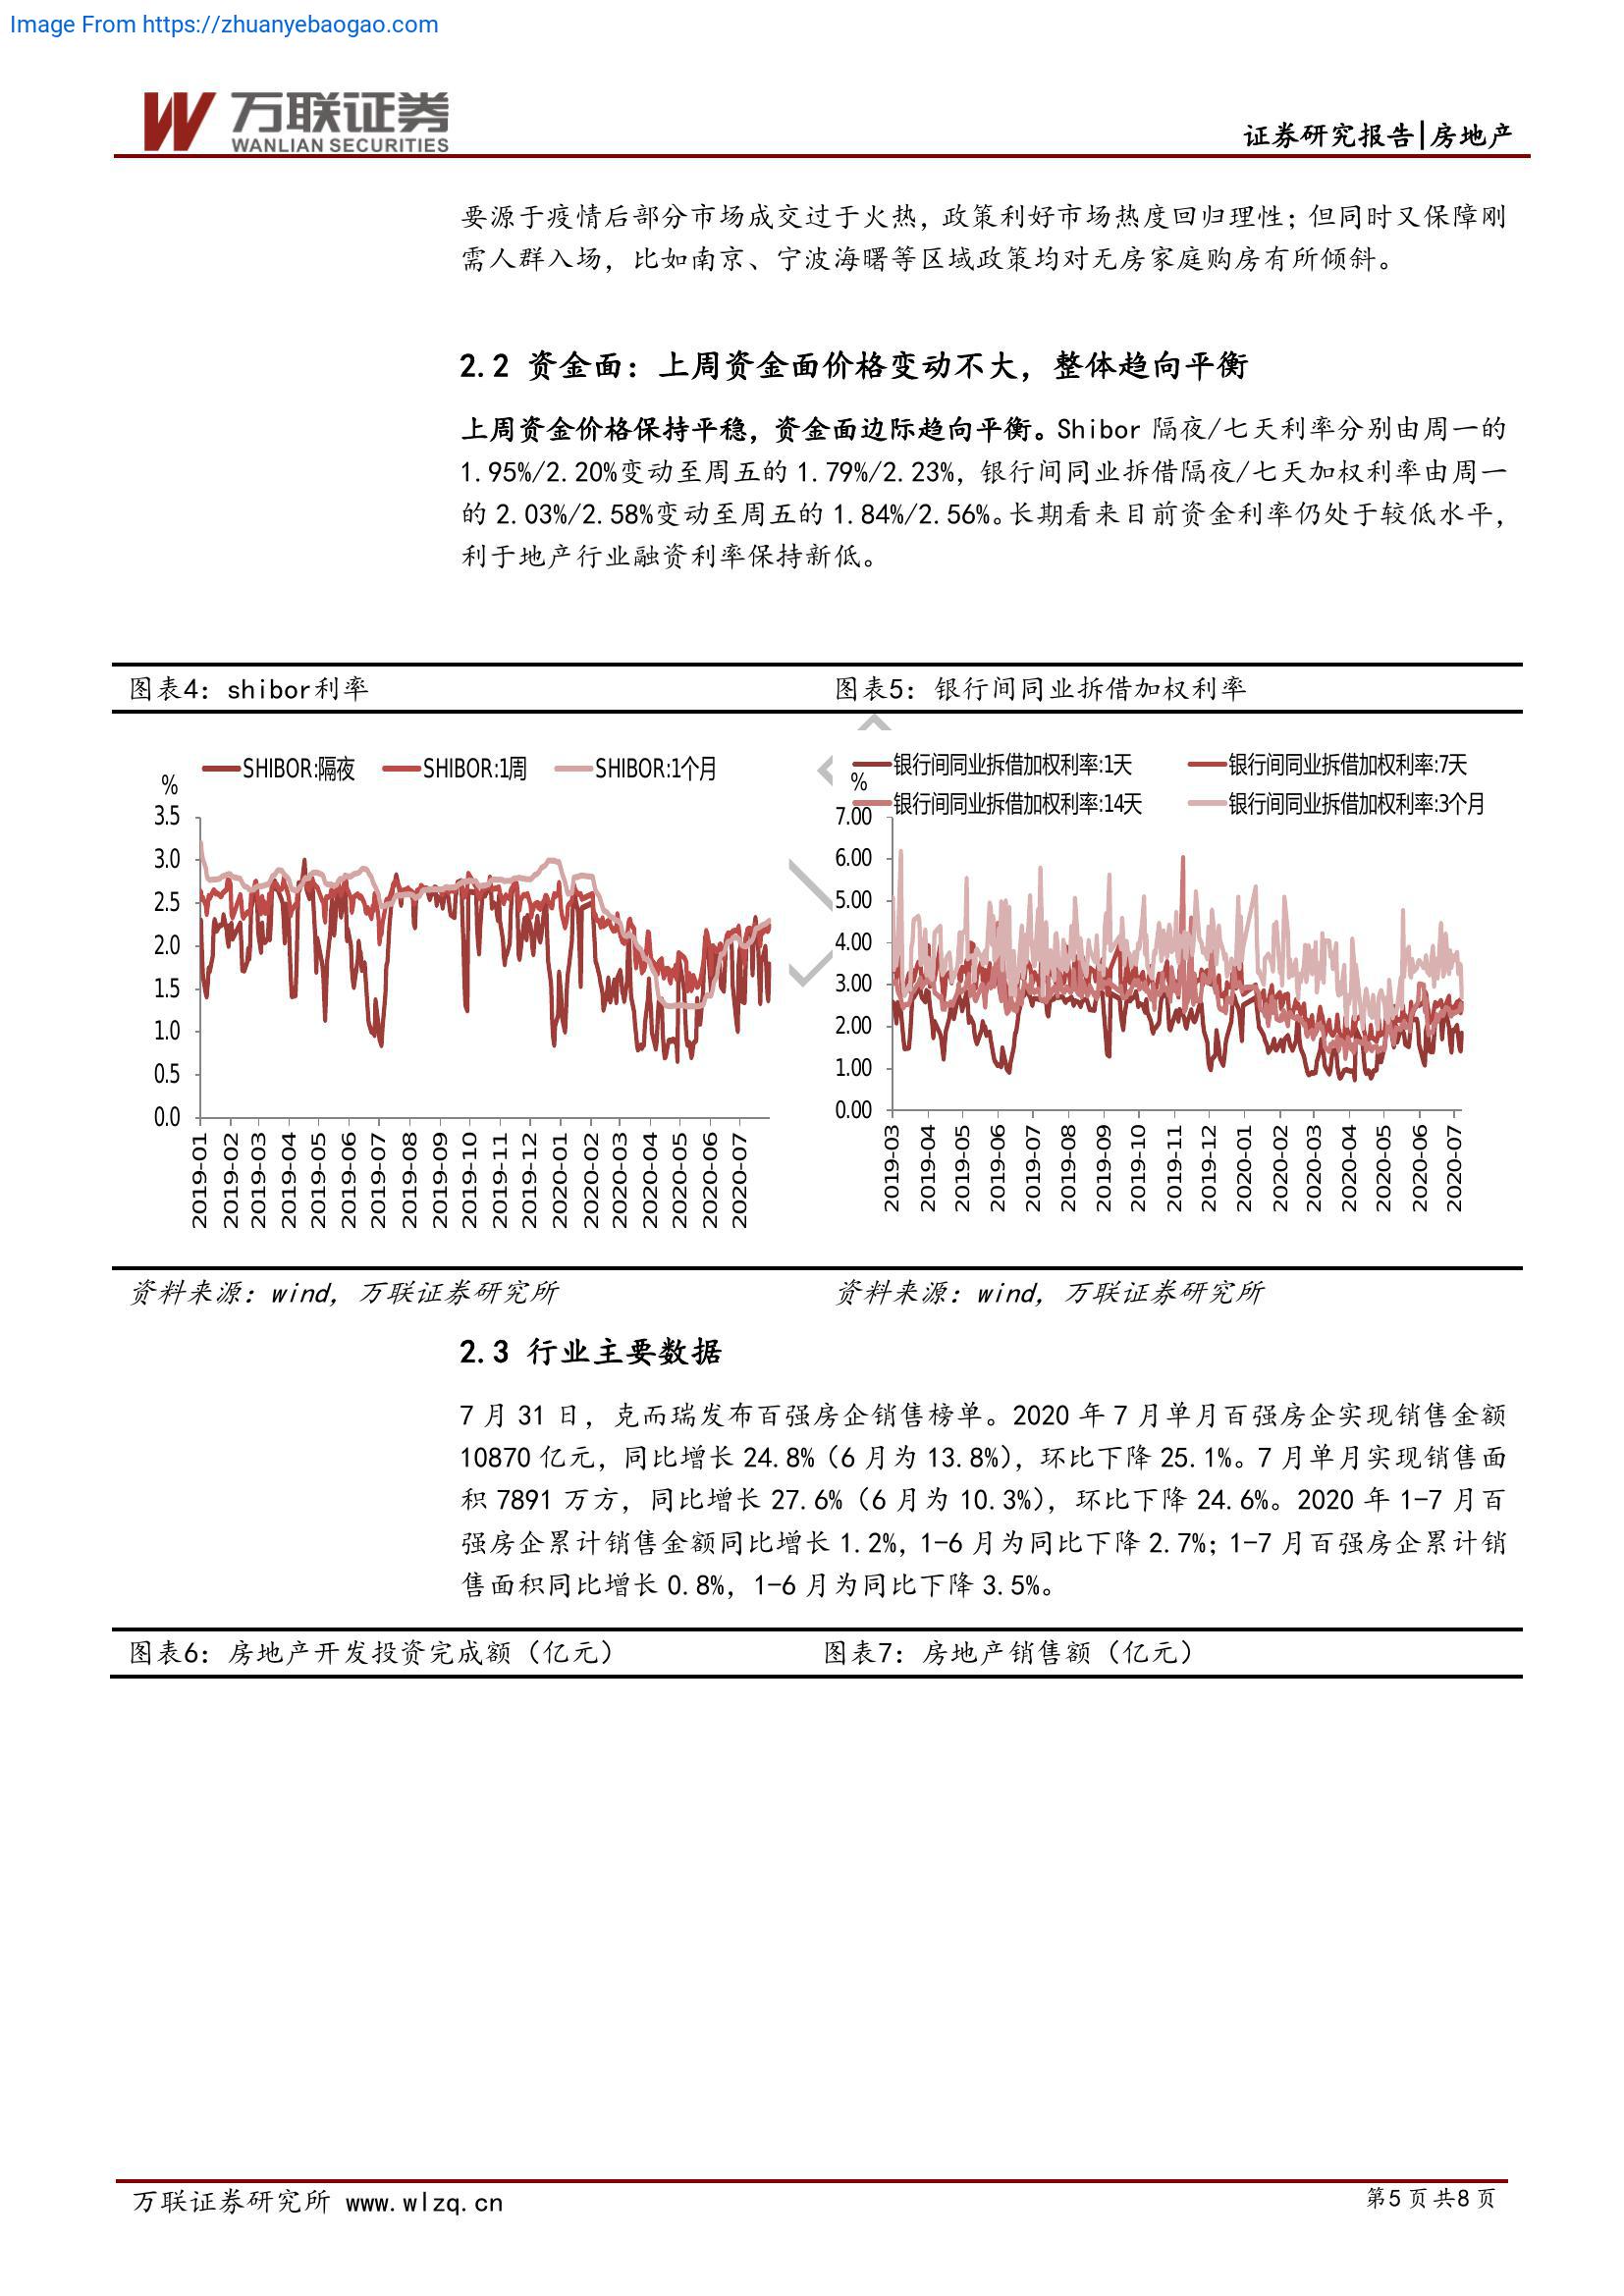 Image From https://zhuanyebaogao.com
万联证券
WANLIAN SECURITIES
证券研究报告|房地产
要源于疫情后部分市场成交过于火热，政策利好市场热度回归理性；但同时又保障刚
需人群入场，比如南京、宁波海曙等区域政策均对无房家庭购房有所倾斜。
2.2 资金面：上周资金面价格变动不大，整体趋向平衡
上周资金价格保持平稳，资金面边际趋向平衡。Shibor 隔夜/七天利率分别由周一的
1.95%/2.20%变动至周五的 1.79%/2.23%，银行间同业拆借隔夜/七天加权利率由周一
的 2.03%/2.58%变动至周五的 1.84%/2.56%。长期看来目前资金利率仍处于较低水平，
利于地产行业融资利率保持新低。
图表4：shibor利率
图表5：银行间同业拆借加权利率
SHIBOR:隔夜 SHIBOR:1周 SHIBOR:1个月
%
3.5
3.0
2.5
2.0
1.5
1.0
0.5
0.0
2019-01 2019-02 2019-03 2019-04 2019-05 2019-06 2019-07 2019-08 2019-09 2019-10 2019-11 2019-12 2020-01 2020-02 2020-03 2020-04 2020-05 2020-06 2020-07
银行间同业拆借加权利率:1天 银行间同业拆借加权利率:7天
%
银行间同业拆借加权利率:14天 银行间同业拆借加权利率:3个月
7.00
6.00
5.00
4.00
3.00
2.00
1.00
0.00
2019-03 2019-04 2019-05 2019-06 2019-07 2019-08 2019-09 2019-10 2019-11 2019-12 2020-01 2020-02 2020-03 2020-04 2020-05 2020-06 2020-07
资料来源：wind，万联证券研究所
资料来源：wind，万联证券研究所
2.3 行业主要数据
7 月 31 日，克而瑞发布百强房企销售榜单。2020 年 7 月单月百强房企实现销售金额
10870 亿元，同比增长 24.8%（6 月为 13.8%），环比下降 25.1%。7 月单月实现销售面
积 7891 万方，同比增长 27.6%（6 月为 10.3%），环比下降 24.6%。2020 年 1-7 月百
强房企累计销售金额同比增长 1.2%，1-6 月为同比下降 2.7%；1-7 月百强房企累计销
售面积同比增长 0.8%，1-6 月为同比下降 3.5%。
图表6：房地产开发投资完成额（亿元）
图表7：房地产销售额（亿元）
万联证券研究所 www.wlzq.cn
第5页共8页